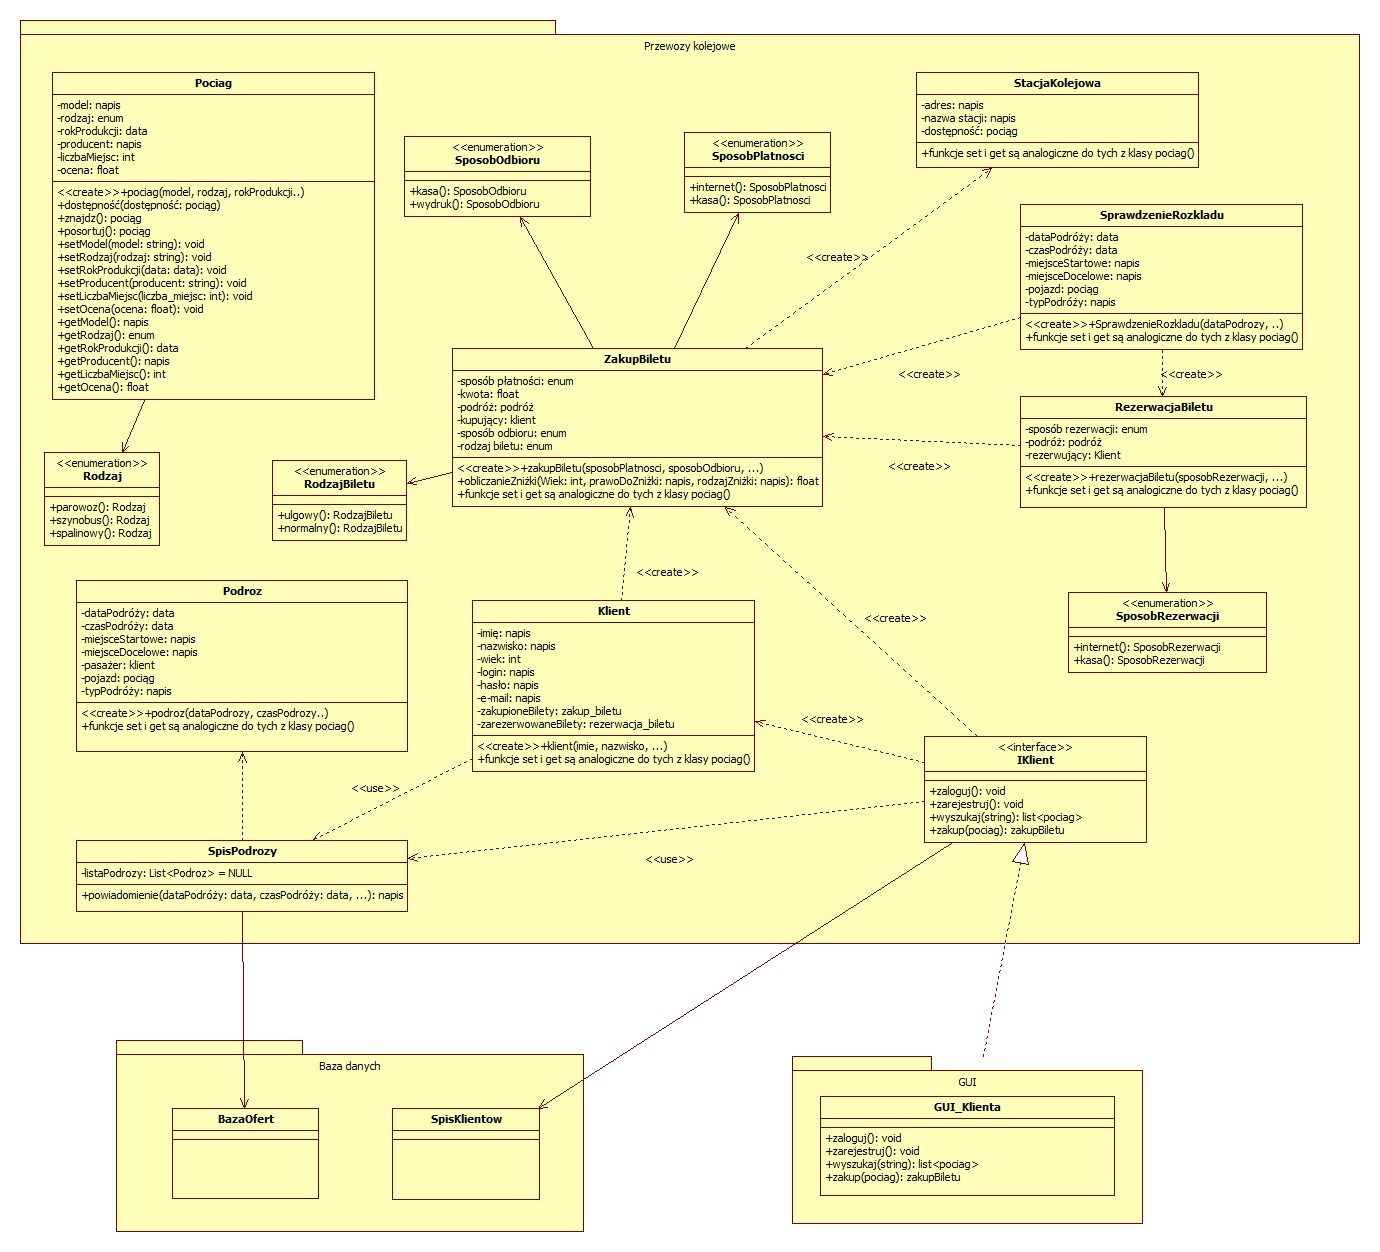 Przewozy kolejowe
Pociag
-model: napis
-rodzaj: enum
-rokProdukcji: data
-producent: napis
-liczbaMiejsc: int
-ocena: float
<<create>>+pociag(model, rodzaj, rokProdukcji..)
+dostępność(dostępność: pociąg)
+znajdz(): pociąg
+posortuj(): pociąg
+setModel(model: string): void
+setRodzaj(rodzaj: string): void
+setRokProdukcji(data: data): void
+setProducent(producent: string): void
+setLiczbaMiejsc(liczba_miejsc: int): void
+setOcena(ocena: float): void
+getModel(): napis
+getRodzaj(): enum
+getRokProdukcji(): data
+getProducent(): napis
+getLiczbaMiejsc(): int
+getOcena(): float
<<enumeration>>
SposobOdbioru
+kasa(): SposobOdbioru
+wydruk(): SposobOdbioru
<<enumeration>>
SposobPlatnosci
+internet(): SposobPlatnosci
+kasa(): SposobPlatnosci
StacjaKolejowa
-adres: napis
-nazwa stacji: napis
-dostępność: pociąg
+funkcje set i get są analogiczne do tych z klasy pociag()
<<create>>
SprawdzenieRozkladu
-dataPodróży: data
-czasPodróży: data
-miejsceStartowe: napis
-miejsceDocelowe: napis
-pojazd: pociąg
-typPodróży: napis
<<create>>+SprawdzenieRozkladu(dataPodrozy, ..)
+funkcje set i get są analogiczne do tych z klasy pociag()
<<create>>
<<create>>
ZakupBiletu
-sposób płatności: enum
-kwota: float
-podróż: podróż
-kupujący: klient
-sposób odbioru: enum
-rodzaj biletu: enum
<<create>>+zakupBiletu(sposobPlatnosci, sposobOdbioru, ...)
+obliczanieZniżki(Wiek: int, prawoDoZniżki: napis, rodzajZniżki: napis): float
+funkcje set i get są analogiczne do tych z klasy pociag()
RezerwacjaBiletu
-sposób rezerwacji: enum
-podróż: podróż
-rezerwujący: Klient
<<create>>+rezerwacjaBiletu(sposobRezerwacji, ...)
+funkcje set i get są analogiczne do tych z klasy pociag()
<<create>>
<<enumeration>>
Rodzaj
+parowoz(): Rodzaj
+szynobus(): Rodzaj
+spalinowy(): Rodzaj
<<enumeration>>
RodzajBiletu
+ulgowy(): RodzajBiletu
+normalny(): RodzajBiletu
<<create>>
<<create>>
<<enumeration>>
SposobRezerwacji
+internet(): SposobRezerwacji
+kasa(): SposobRezerwacji
Podroz
-dataPodróży: data
-czasPodróży: data
-miejsceStartowe: napis
-miejsceDocelowe: napis
-pasażer: klient
-pojazd: pociąg
-typPodróży: napis
<<create>>+podroz(dataPodrozy, czasPodrozy..)
+funkcje set i get są analogiczne do tych z klasy pociag()
Klient
-imię: napis
-nazwisko: napis
-wiek: int
-login: napis
-hasło: napis
-e-mail: napis
-zakupioneBilety: zakup_biletu
-zarezerwowaneBilety: rezerwacja_biletu
<<create>>+klient(imie, nazwisko, ...)
+funkcje set i get są analogiczne do tych z klasy pociag()
<<create>>
<<interface>>
IKlient
+zaloguj(): void
+zarejestruj(): void
+wyszukaj(string): list<pociag>
+zakup(pociag): zakupBiletu
<<use>>
<<use>>
SpisPodrozy
-listaPodrozy: List<Podroz> = NULL
+powiadomienie(dataPodróży: data, czasPodróży: data, ...): napis
Baza danych
BazaOfert
SpisKlientow
GUI
GUI_Klienta
+zaloguj(): void
+zarejestruj(): void
+wyszukaj(string): list<pociag>
+zakup(pociag): zakupBiletu